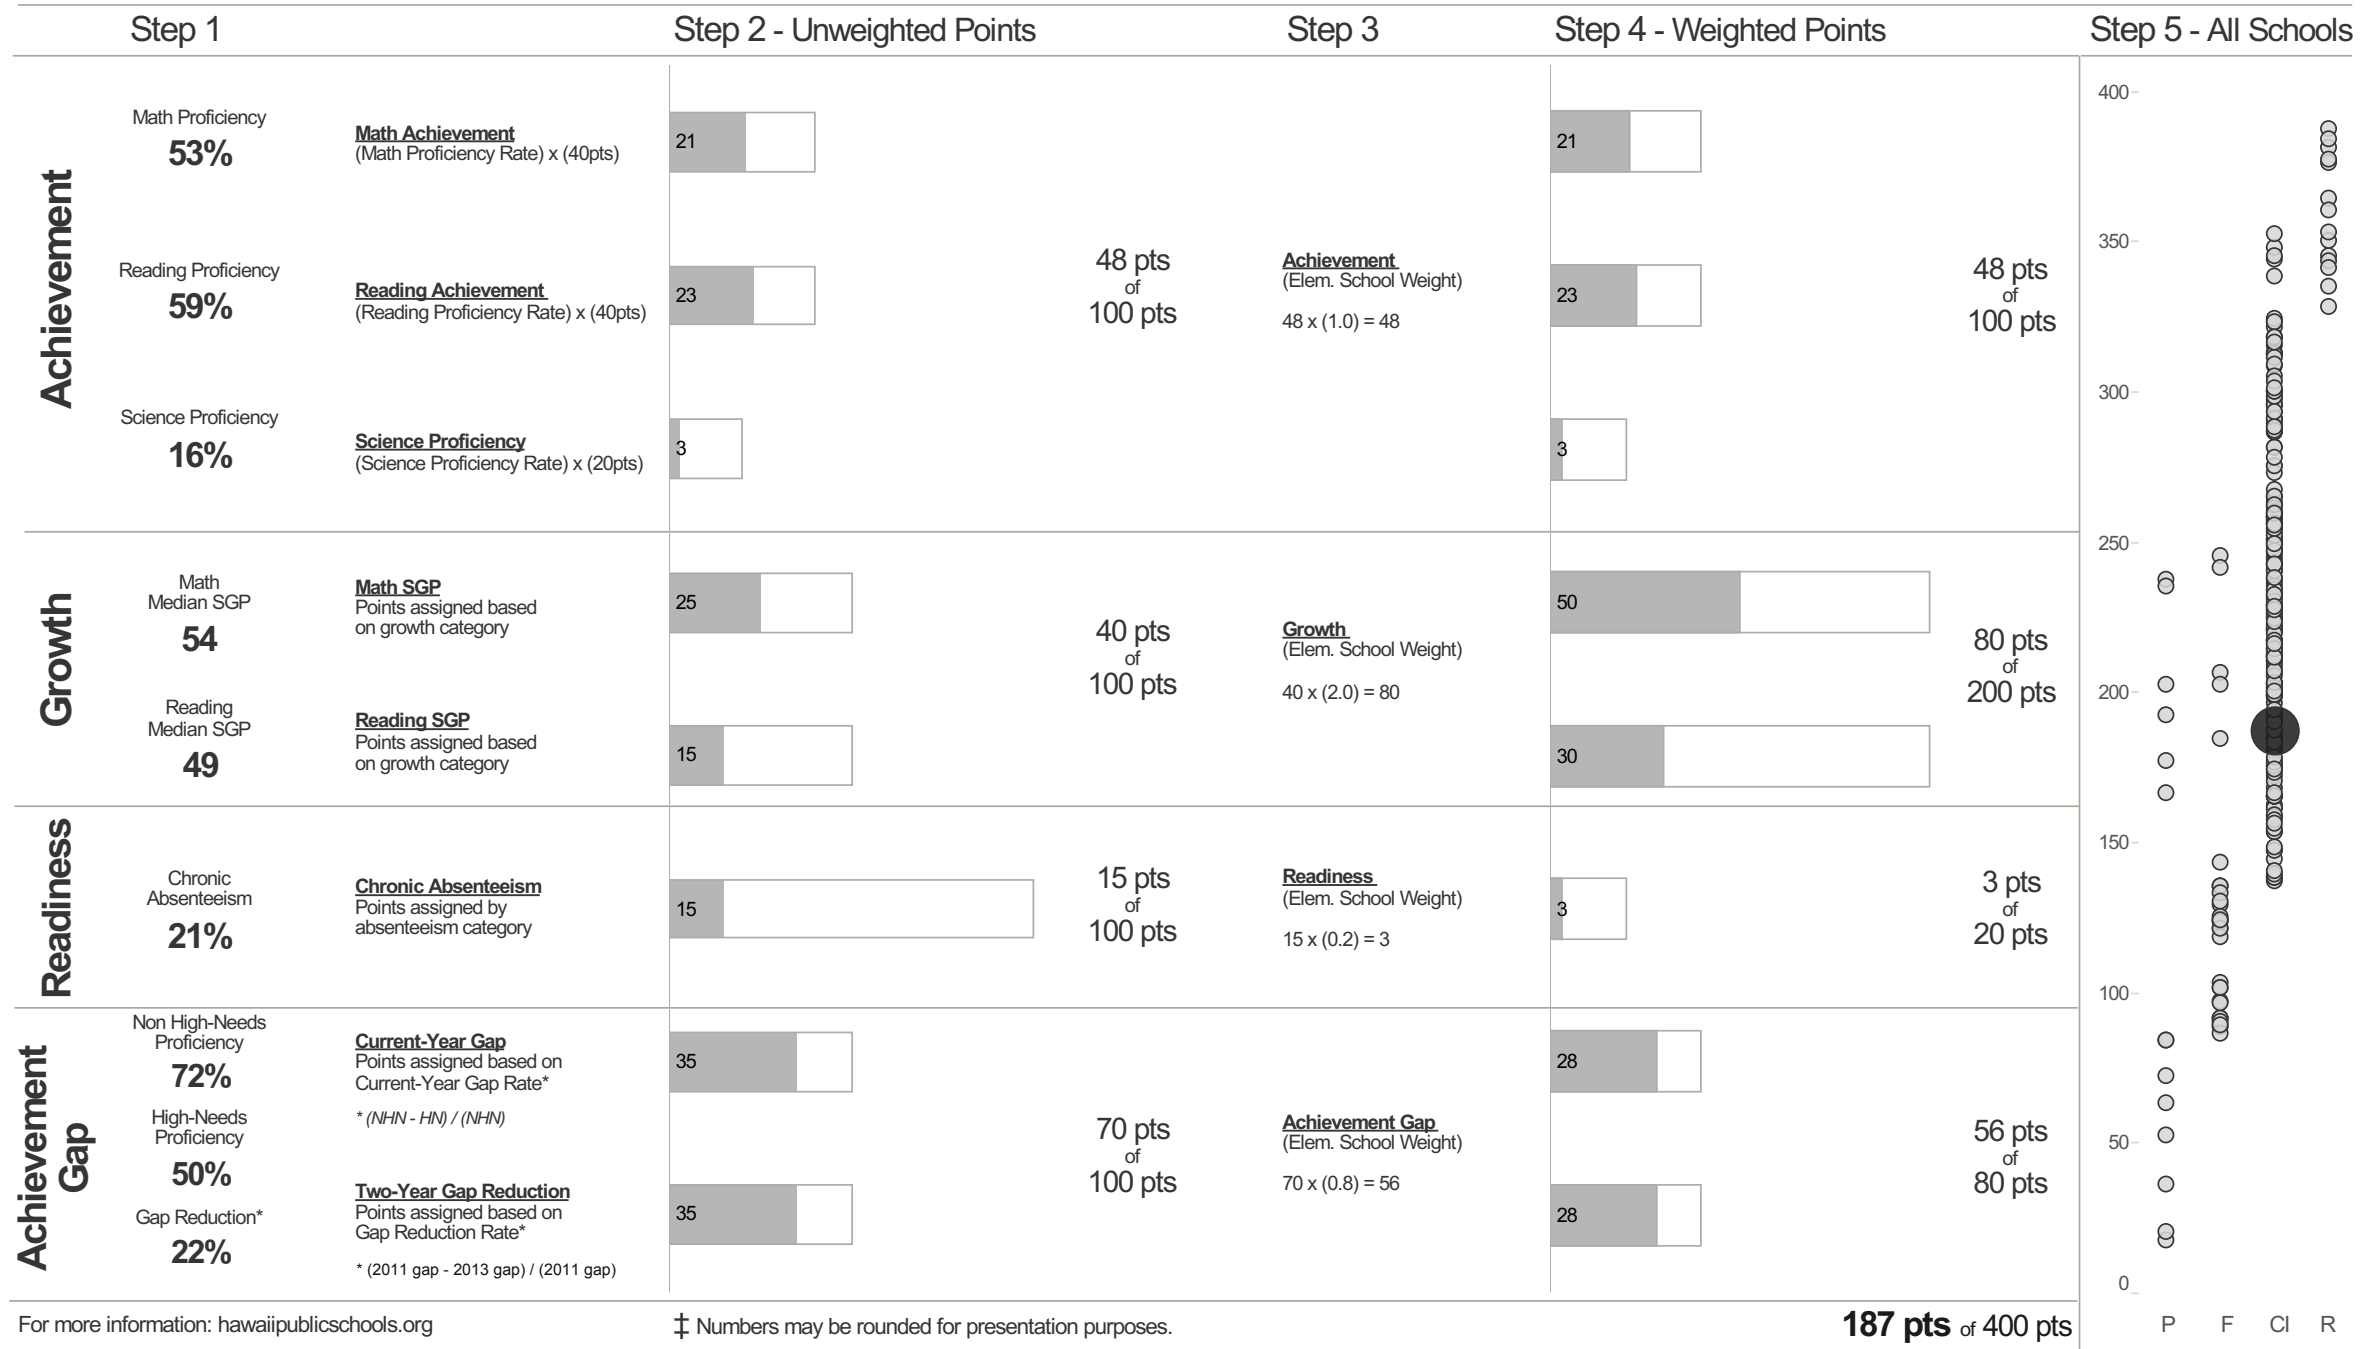 Step 1
Step 2 - Unweighted Points
Step 3
Step 4 - Weighted Points
Step 5 - All Schools
Achievement
Math Proficiency
53%
Math Achievement
(Math Proficiency Rate) x (40pts)
21
21
Reading Proficiency
59%
Reading Achievement
(Reading Proficiency Rate) x (40pts)
23
48 pts
of
100 pts
Achievement
(Elem. School Weight)
48 x (1.0) = 48
23
48 pts
of
100 pts
Science Proficiency
16%
Science Proficiency
(Science Proficiency Rate) x (20pts)
3
3
Growth
Math
Median SGP
54
Math SGP
Points assigned based
on growth category
25
40 pts
of
100 pts
Growth
(Elem. School Weight)
40 x (2.0) = 80
50
80 pts
of
200 pts
Reading
Median SGP
49
Reading SGP
Points assigned based
on growth category
15
30
Readiness
Chronic
Absenteeism
21%
Chronic Absenteeism
Points assigned by
absenteeism category
15
15 pts
of
100 pts
Readiness
(Elem. School Weight)
15 x (0.2) = 3
3
3 pts
of
20 pts
Achievement
Gap
Non High-Needs
Proficiency
72%
High-Needs
Proficiency
50%
Gap Reduction*
22%
Current-Year Gap
Points assigned based on
Current-Year Gap Rate*
* (NHN - HN) / (NHN)
Two-Year Gap Reduction
Points assigned based on
Gap Reduction Rate*
* (2011 gap - 2013 gap) / (2011 gap)
35
35
70 pts
of
100 pts
Achievement Gap
(Elem. School Weight)
70 x (0.8) = 56
28
28
56 pts
of
80 pts
400
350
300
250
200
150
100
50
0
P F CI R
For more information: hawaiipublicschools.org
‡ Numbers may be rounded for presentation purposes.
187 pts of 400 pts